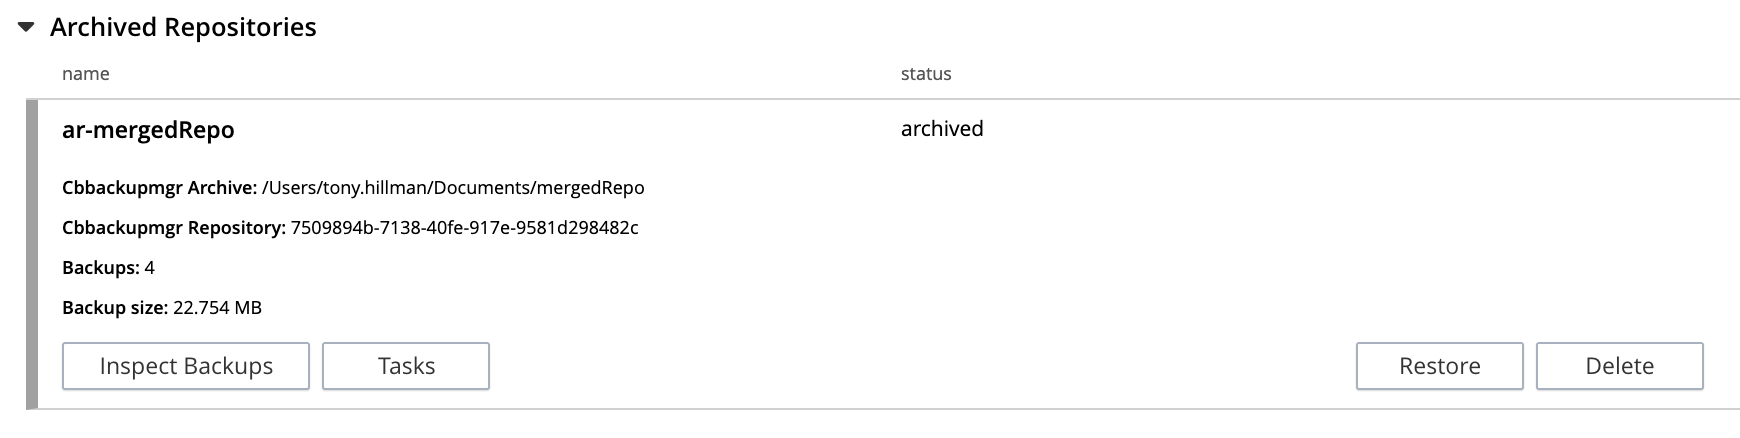 Archived Repositories
name status
ar-mergedRepo archived
Cbbackupmgr Archive: /Users/tony.hillman/Documents/mergedRepo
Cbbackupmgr Repository: 7509894b-7138-40fe-917e-9581d298482c
Backups: 4
Backup size: 22.754 MB
Inspect Backups Tasks Restore Delete